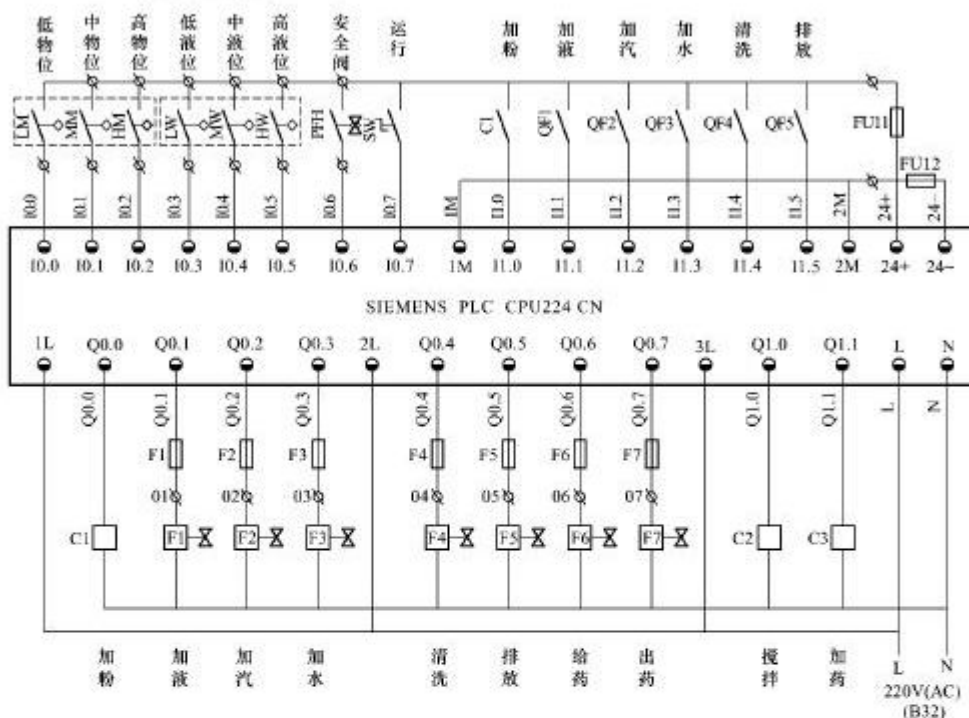 低物位 中物位 高物位 低液位 中液位 高液位 安全阀 运行 加粉 加液 加汽 加水 清洗 排放
LM MM HM LW MW HW PFH SW C1 QF1 QF2 QF3 QF4 QF5 FU11
FU12
I0.0 I0.1 I0.2 I0.3 I0.4 I0.5 I0.6 I0.7 1M I1.0 I1.1 I1.2 I1.3 I1.4 I1.5 2M 24+ 24-
I0.0 I0.1 I0.2 I0.3 I0.4 I0.5 I0.6 I0.7 1M I1.0 I1.1 I1.2 I1.3 I1.4 I1.5 2M 24+ 24-
SIEMENS PLC CPU224 CN
1L Q0.0 Q0.1 Q0.2 Q0.3 2L Q0.4 Q0.5 Q0.6 Q0.7 3L Q1.0 Q1.1 L N
Q0.0 Q0.1 Q0.2 Q0.3 Q0.4 Q0.5 Q0.6 Q0.7 Q1.0 Q1.1 L N
F1 F2 F3 F4 F5 F6 F7
01 02 03 04 05 06 07
C1 F1 F2 F3 F4 F5 F6 F7 C2 C3
加粉 加液 加汽 加水 清洗 排放 给药 出药 搅拌 加药 L N
220V(AC)
(B32)